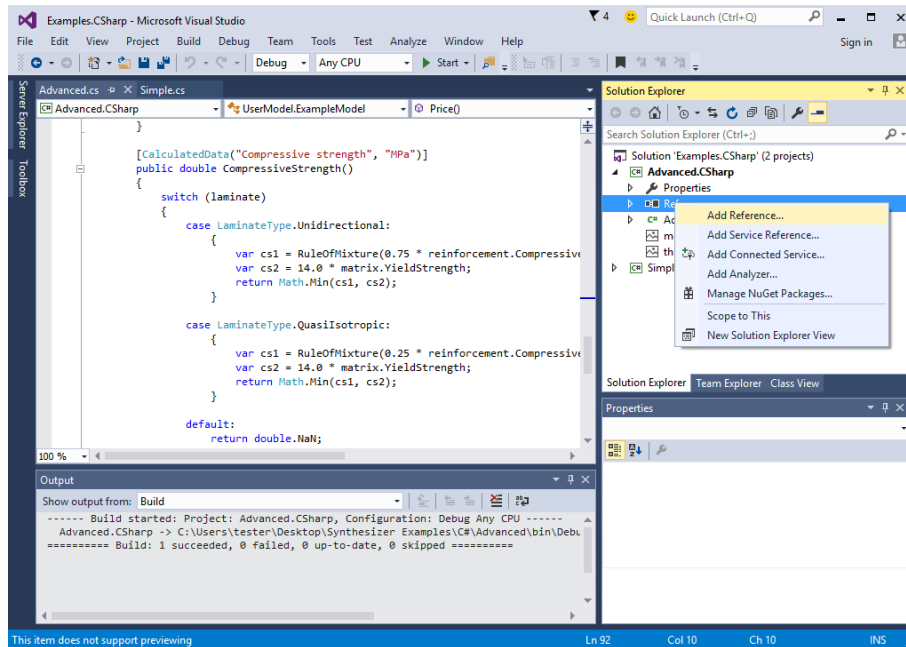 Examples.CSharp - Microsoft Visual Studio
4
Quick Launch (Ctrl+Q)
File Edit View Project Build Debug Team Tools Test Analyze Window Help
Sign in
Debug Any CPU Start
Server Explorer
Toolbox
Advanced.cs Simple.cs
Advanced.CSharp UserModel.ExampleModel Price()
}
[CalculatedData("Compressive strength", "MPa")]
public double CompressiveStrength()
{
switch (laminate)
{
case LaminateType.Unidirectional:
{
var cs1 = RuleOfMixture(0.75 * reinforcement.Compressive
var cs2 = 14.0 * matrix.YieldStrength;
return Math.Min(cs1, cs2);
}
case LaminateType.QuasiIsotropic:
{
var cs1 = RuleOfMixture(0.25 * reinforcement.Compressive
var cs2 = 14.0 * matrix.YieldStrength;
return Math.Min(cs1, cs2);
}
default:
return double.NaN;
100 %
Output
Show output from: Build
------ Build started: Project: Advanced.CSharp, Configuration: Debug Any CPU ------
Advanced.CSharp -> C:\Users\tester\Desktop\Synthesizer Examples\C#\Advanced\bin\Debu
========== Build: 1 succeeded, 0 failed, 0 up-to-date, 0 skipped ==========
Solution Explorer
Search Solution Explorer (Ctrl+;)
Solution 'Examples.CSharp' (2 projects)
C# Advanced.CSharp
Properties
Ref
C# Ad
m
th
C# Simpl
Add Reference...
Add Service Reference...
Add Connected Service...
Add Analyzer...
Manage NuGet Packages...
Scope to This
New Solution Explorer View
Solution Explorer Team Explorer Class View
Properties
This item does not support previewing
Ln 92 Col 10 Ch 10 INS